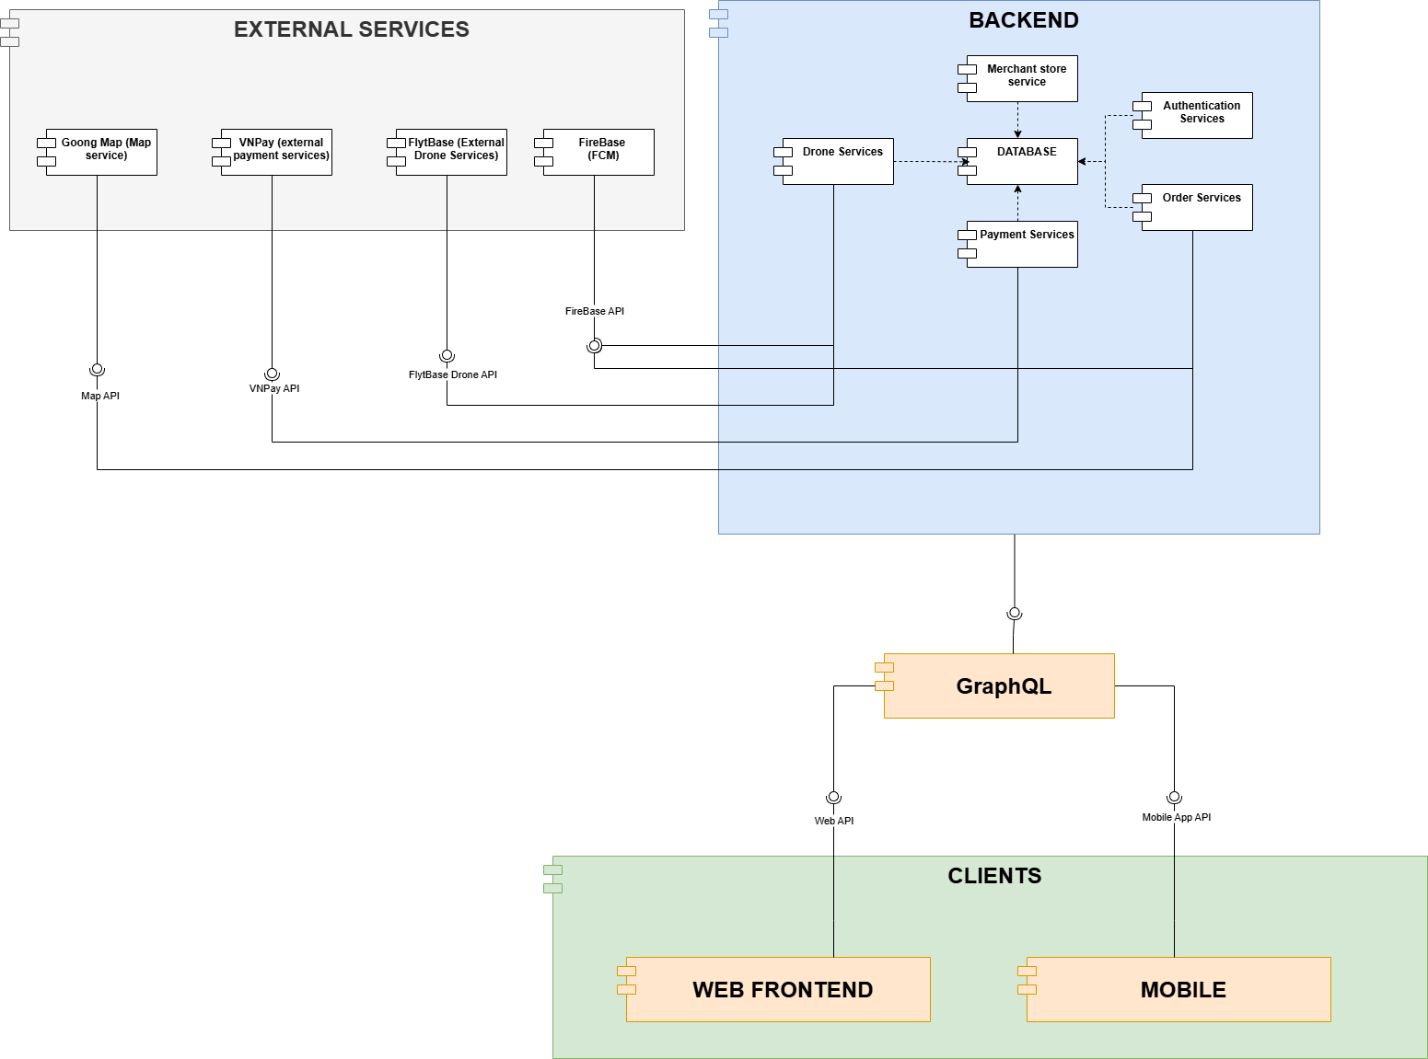 EXTERNAL SERVICES
BACKEND
Merchant store
service
Authentication
Services
Goong Map (Map
service)
VNPay (external
payment services)
FlytBase (External
Drone Services)
FireBase
(FCM)
Drone Services
DATABASE
Order Services
Payment Services
FireBase API
FlytBase Drone API
VNPay API
Map API
GraphQL
Web API
Mobile App API
CLIENTS
WEB FRONTEND
MOBILE